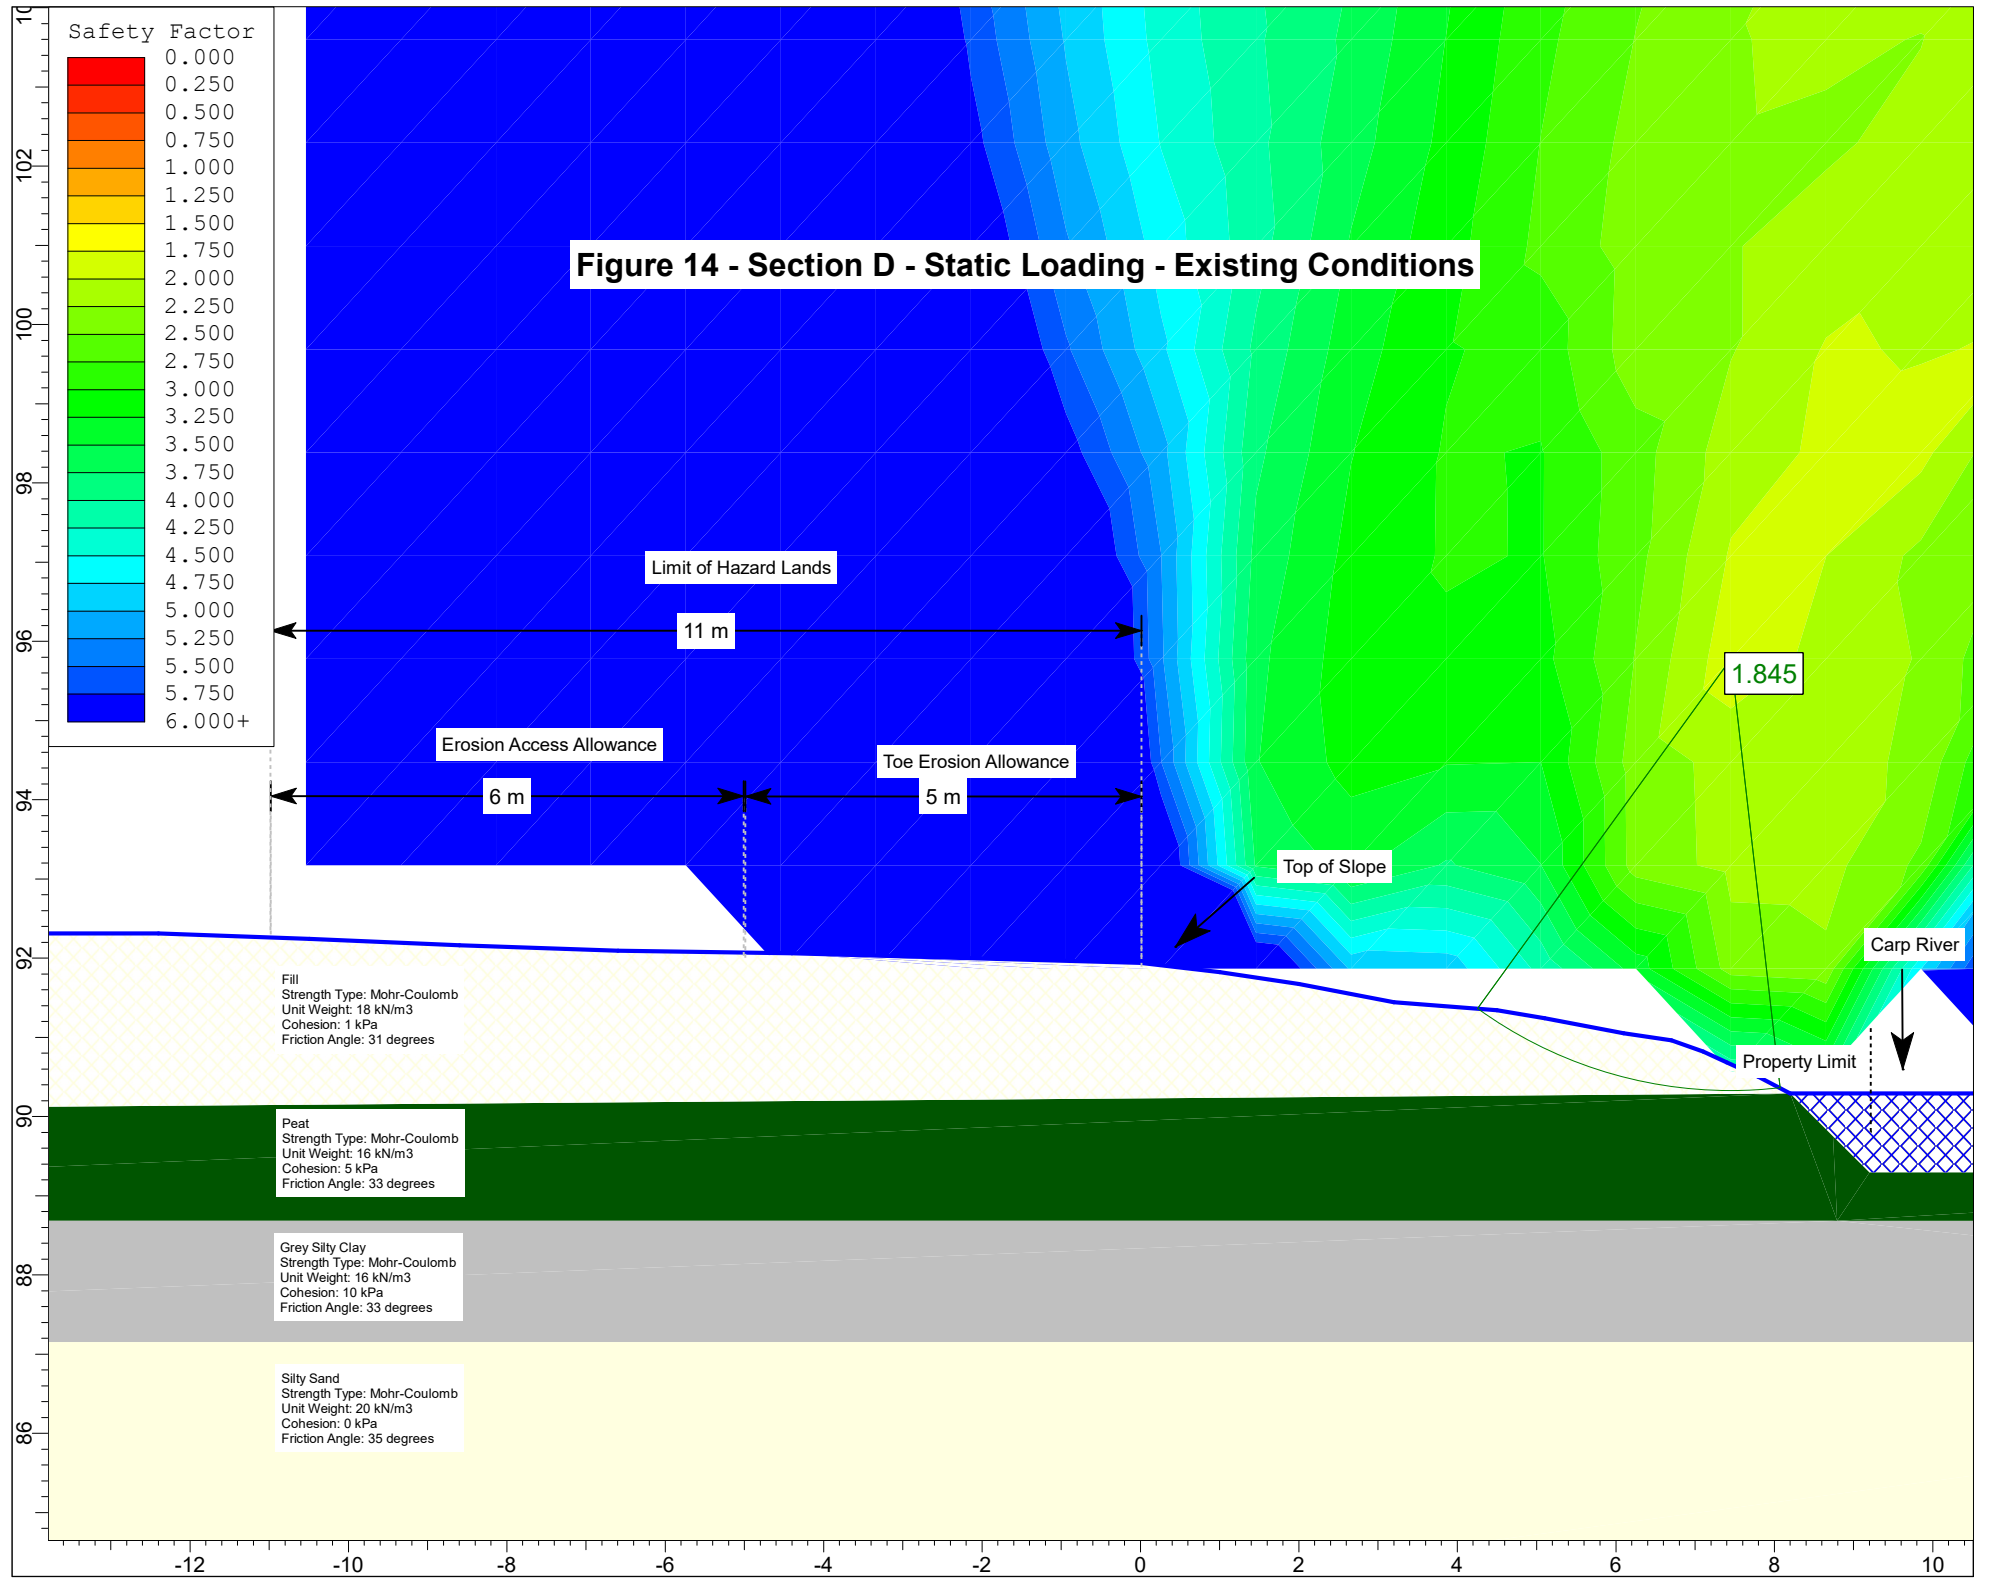 Safety Factor
0.000
0.250
0.500
0.750
1.000
1.250
1.500
1.750
2.000
2.250
2.500
2.750
3.000
3.250
3.500
3.750
4.000
4.250
4.500
4.750
5.000
5.250
5.500
5.750
6.000+
Figure 14 - Section D - Static Loading - Existing Conditions
Limit of Hazard Lands
11 m
1.845
Erosion Access Allowance
Toe Erosion Allowance
6 m
5 m
Top of Slope
Carp River
Property Limit
Fill
Strength Type: Mohr-Coulomb
Unit Weight: 18 kN/m3
Cohesion: 1 kPa
Friction Angle: 31 degrees
Peat
Strength Type: Mohr-Coulomb
Unit Weight: 16 kN/m3
Cohesion: 5 kPa
Friction Angle: 33 degrees
Grey Silty Clay
Strength Type: Mohr-Coulomb
Unit Weight: 16 kN/m3
Cohesion: 10 kPa
Friction Angle: 33 degrees
Silty Sand
Strength Type: Mohr-Coulomb
Unit Weight: 20 kN/m3
Cohesion: 0 kPa
Friction Angle: 35 degrees
102
100
98
96
94
92
90
88
86
-12
-10
-8
-6
-4
-2
0
2
4
6
8
10